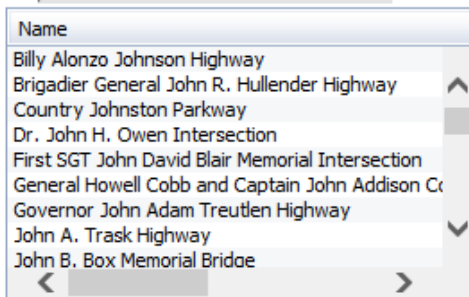 Name
Billy Alonzo Johnson Highway
Brigadier General John R. Hullender Highway
Country Johnston Parkway
Dr. John H. Owen Intersection
First SGT John David Blair Memorial Intersection
General Howell Cobb and Captain John Addison
Governor John Adam Treutlen Highway
John A. Trask Highway
John B. Box Memorial Bridge